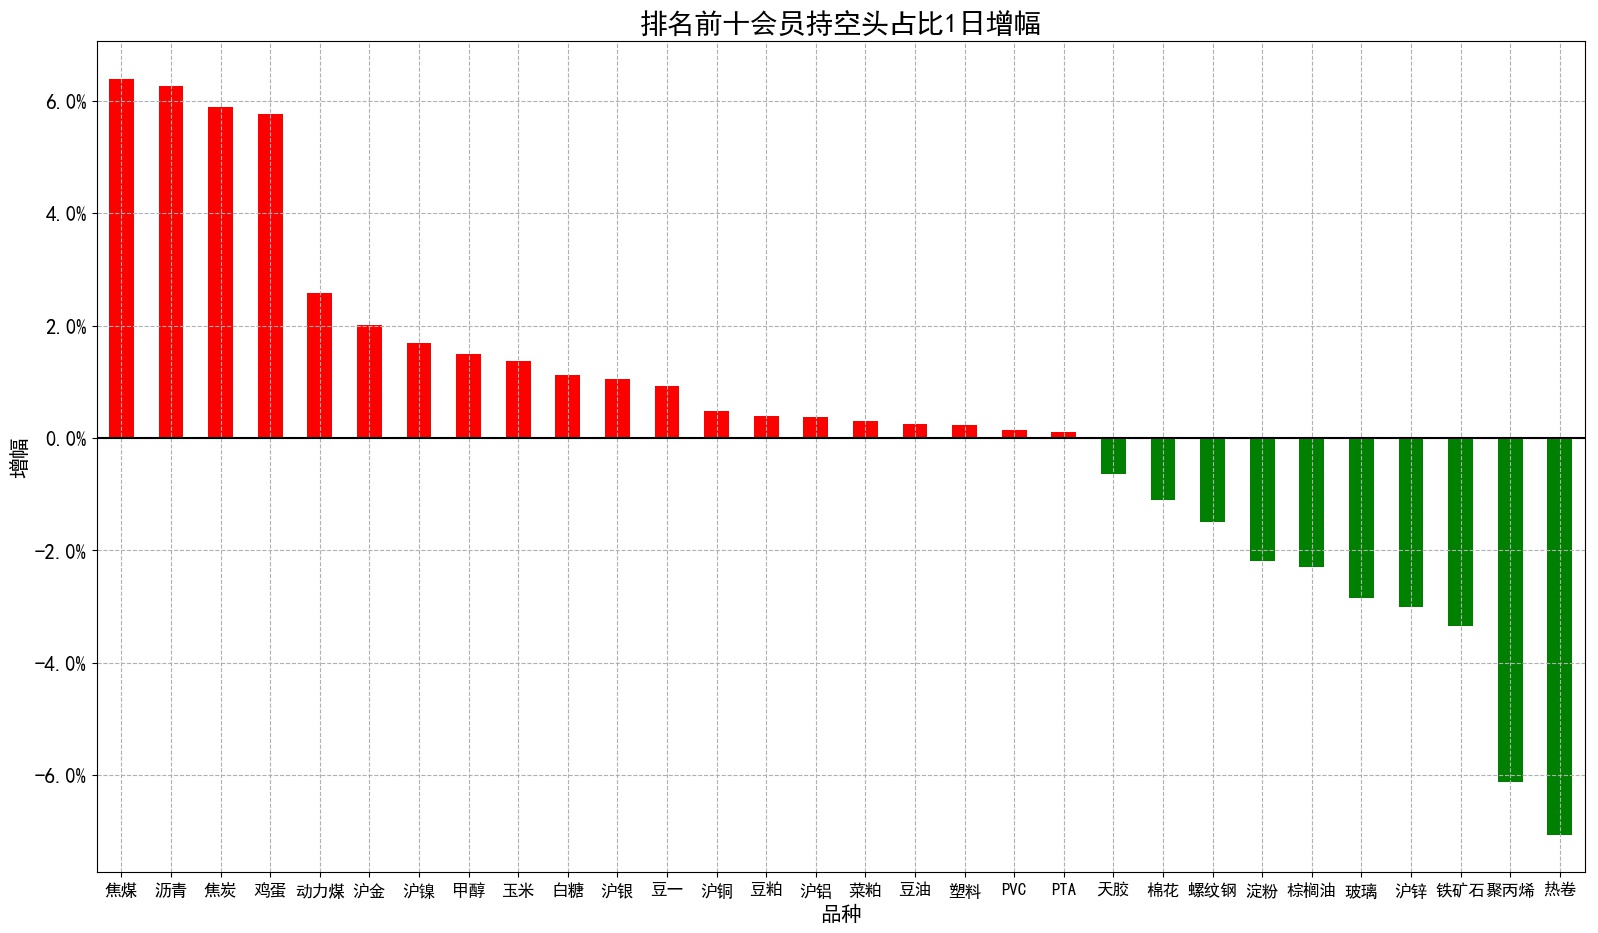 排名前十会员持空头占比1日增幅
6.0%
4.0%
2.0%
0.0%
-2.0%
-4.0%
-6.0%
增幅
焦煤 沥青 焦炭 鸡蛋 动力煤 沪金 沪镍 甲醇 玉米 白糖 沪银 豆一 沪铜 豆粕 沪铝 菜粕 豆油 塑料 PVC PTA 天胶 棉花 螺纹钢 淀粉 棕榈油 玻璃 沪锌 铁矿石 聚丙烯 热卷
品种